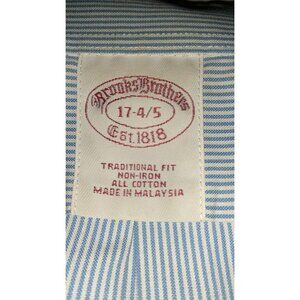 Brooks Brothers
17-4/5
Est. 1818
TRADITIONAL FIT
NON-IRON
ALL COTTON
MADE IN MALAYSIA